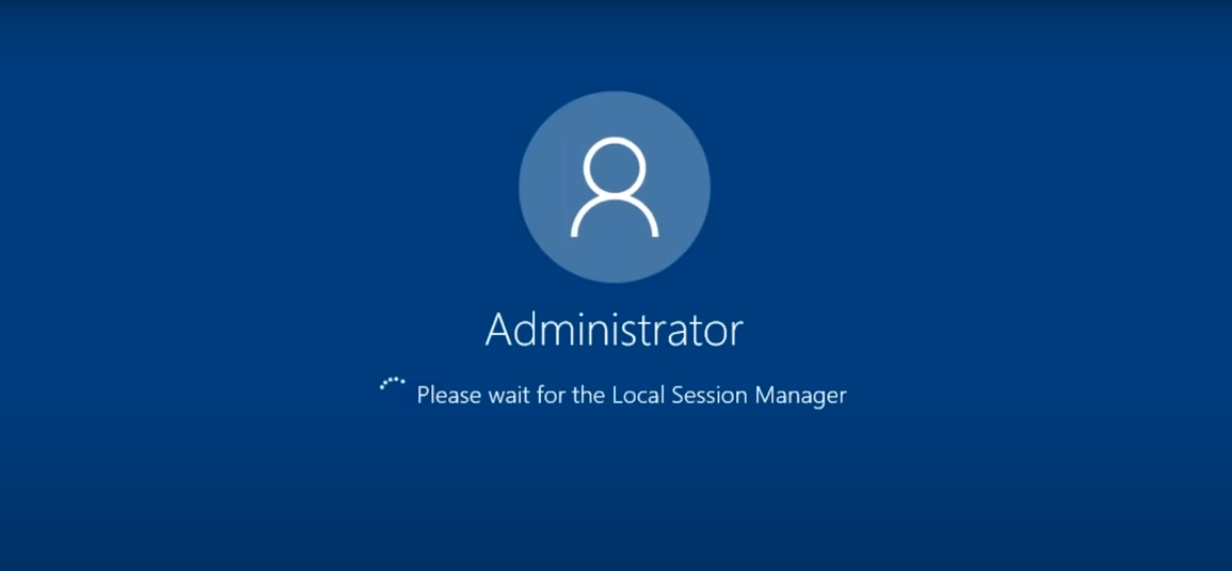 Administrator
Please wait for the Local Session Manager